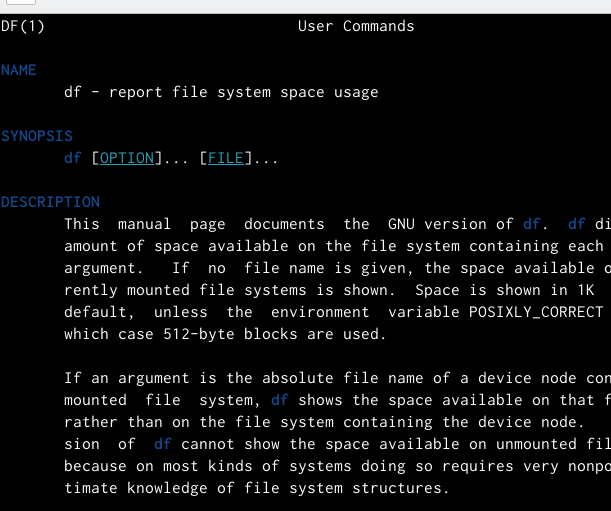 DF(1) User Commands
NAME
df - report file system space usage
SYNOPSIS
df [OPTION]... [FILE]...
DESCRIPTION
This manual page documents the GNU version of df. df di
amount of space available on the file system containing each
argument. If no file name is given, the space available o
rently mounted file systems is shown. Space is shown in 1K
default, unless the environment variable POSIXLY_CORRECT
which case 512-byte blocks are used.
If an argument is the absolute file name of a device node con
mounted file system, df shows the space available on that f
rather than on the file system containing the device node.
sion of df cannot show the space available on unmounted fil
because on most kinds of systems doing so requires very nonpo
timate knowledge of file system structures.